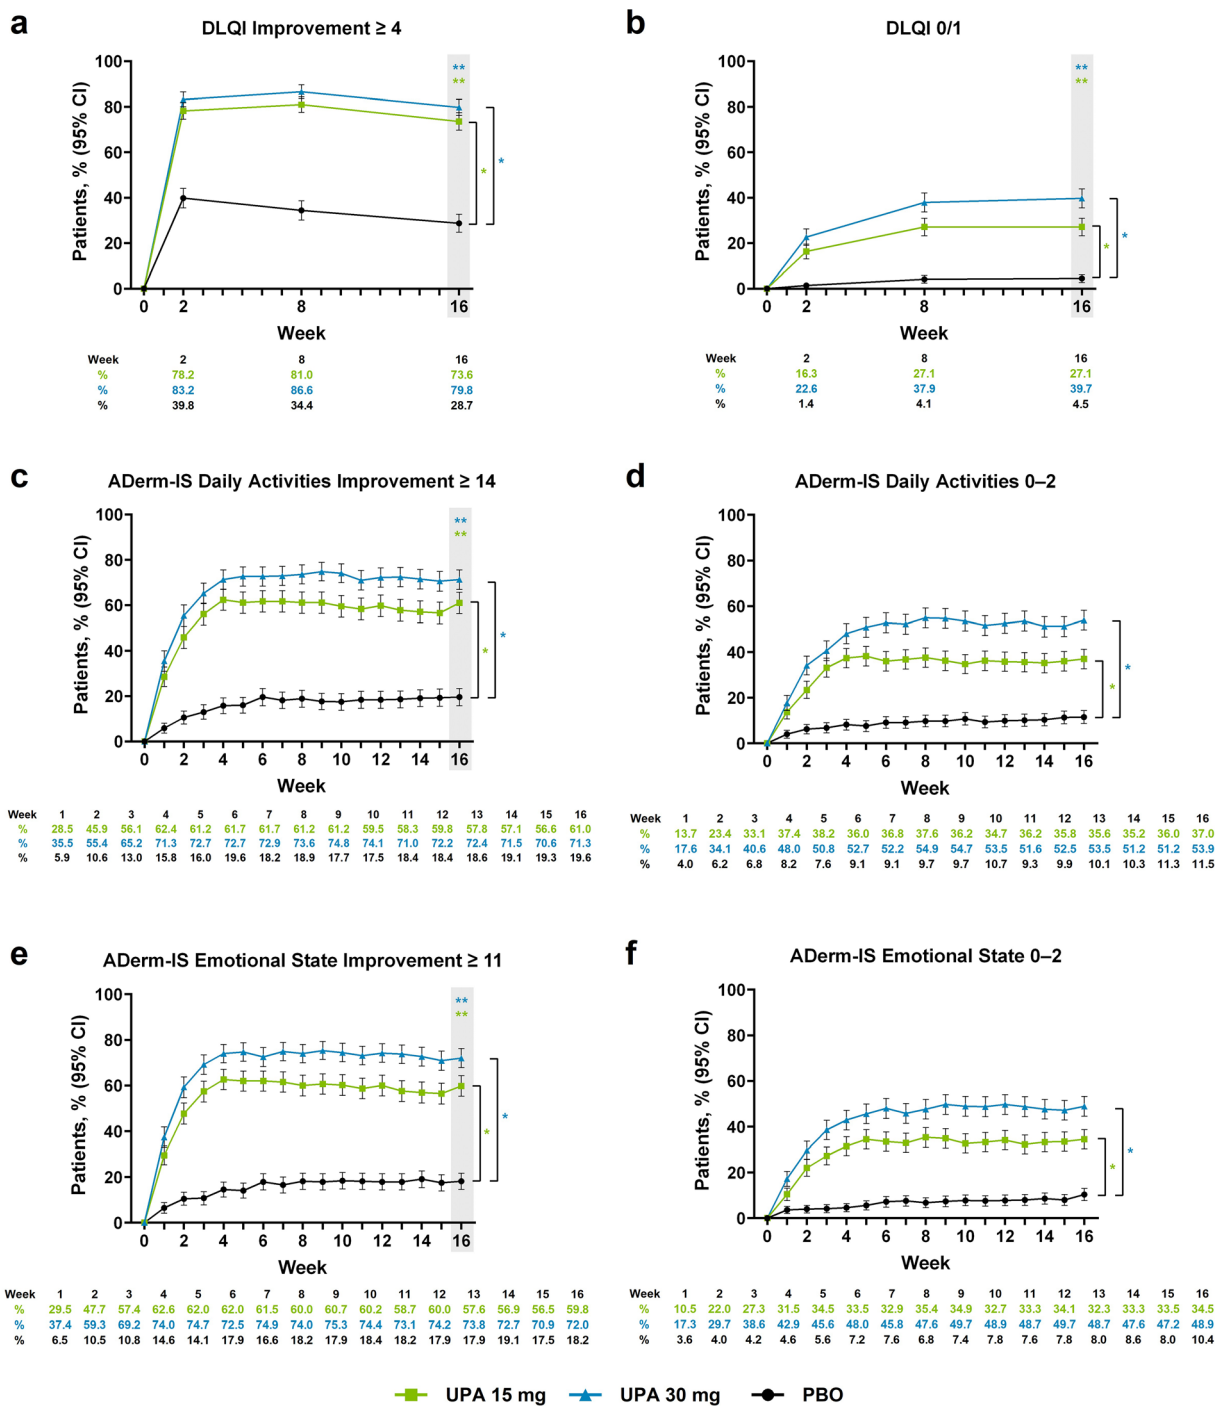 a
DLQI Improvement ≥ 4
Patients, % (95% CI)
100
80
60
40
20
0
**
**
*
*
0 2 8 16
Week
Week 2 8 16
% 78.2 81.0 73.6
% 83.2 86.6 79.8
% 39.8 34.4 28.7
b
DLQI 0/1
Patients, % (95% CI)
100
80
60
40
20
0
**
**
*
*
0 2 8 16
Week
Week 2 8 16
% 16.3 27.1 27.1
% 22.6 37.9 39.7
% 1.4 4.1 4.5
c
ADerm-IS Daily Activities Improvement ≥ 14
Patients, % (95% CI)
100
80
60
40
20
0
**
**
*
*
0 2 4 6 8 10 12 14 16
Week
Week 1 2 3 4 5 6 7 8 9 10 11 12 13 14 15 16
% 28.5 45.9 56.1 62.4 61.2 61.7 61.7 61.2 61.2 59.5 58.3 59.8 57.8 57.1 56.6 61.0
% 35.5 55.4 65.2 71.3 72.7 72.7 72.9 73.6 74.8 74.1 71.0 72.2 72.4 71.5 70.6 71.3
% 5.9 10.6 13.0 15.8 16.0 19.6 18.2 18.9 17.7 17.5 18.4 18.4 18.6 19.1 19.3 19.6
d
ADerm-IS Daily Activities 0–2
Patients, % (95% CI)
100
80
60
40
20
0
*
*
0 2 4 6 8 10 12 14 16
Week
Week 1 2 3 4 5 6 7 8 9 10 11 12 13 14 15 16
% 13.7 23.4 33.1 37.4 38.2 36.0 36.8 37.6 36.2 34.7 36.2 35.8 35.6 35.2 36.0 37.0
% 17.6 34.1 40.6 48.0 50.8 52.7 52.2 54.9 54.7 53.5 51.6 52.5 53.5 51.2 51.2 53.9
% 4.0 6.2 6.8 8.2 7.6 9.1 9.1 9.7 9.7 10.7 9.3 9.9 10.1 10.3 11.3 11.5
e
ADerm-IS Emotional State Improvement ≥ 11
Patients, % (95% CI)
100
80
60
40
20
0
**
**
*
*
0 2 4 6 8 10 12 14 16
Week
Week 1 2 3 4 5 6 7 8 9 10 11 12 13 14 15 16
% 29.5 47.7 57.4 62.6 62.0 62.0 61.5 60.0 60.7 60.2 58.7 60.0 57.6 56.9 56.5 59.8
% 37.4 59.3 69.2 74.0 74.7 72.5 74.9 74.0 75.3 74.4 73.1 74.2 73.8 72.7 70.9 72.0
% 6.5 10.5 10.8 14.6 14.1 17.9 16.6 18.2 17.9 18.4 18.2 17.9 17.9 19.1 17.5 18.2
f
ADerm-IS Emotional State 0–2
Patients, % (95% CI)
100
80
60
40
20
0
*
*
0 2 4 6 8 10 12 14 16
Week
Week 1 2 3 4 5 6 7 8 9 10 11 12 13 14 15 16
% 10.5 22.0 27.3 31.5 34.5 33.5 32.9 35.4 34.9 32.7 33.3 34.1 32.3 33.3 33.5 34.5
% 17.3 29.7 38.6 42.9 45.6 48.0 45.8 47.6 49.7 48.9 48.7 49.7 48.7 47.6 47.2 48.9
% 3.6 4.0 4.2 4.6 5.6 7.2 7.6 6.8 7.4 7.8 7.6 7.8 8.0 8.6 8.0 10.4
UPA 15 mg UPA 30 mg PBO